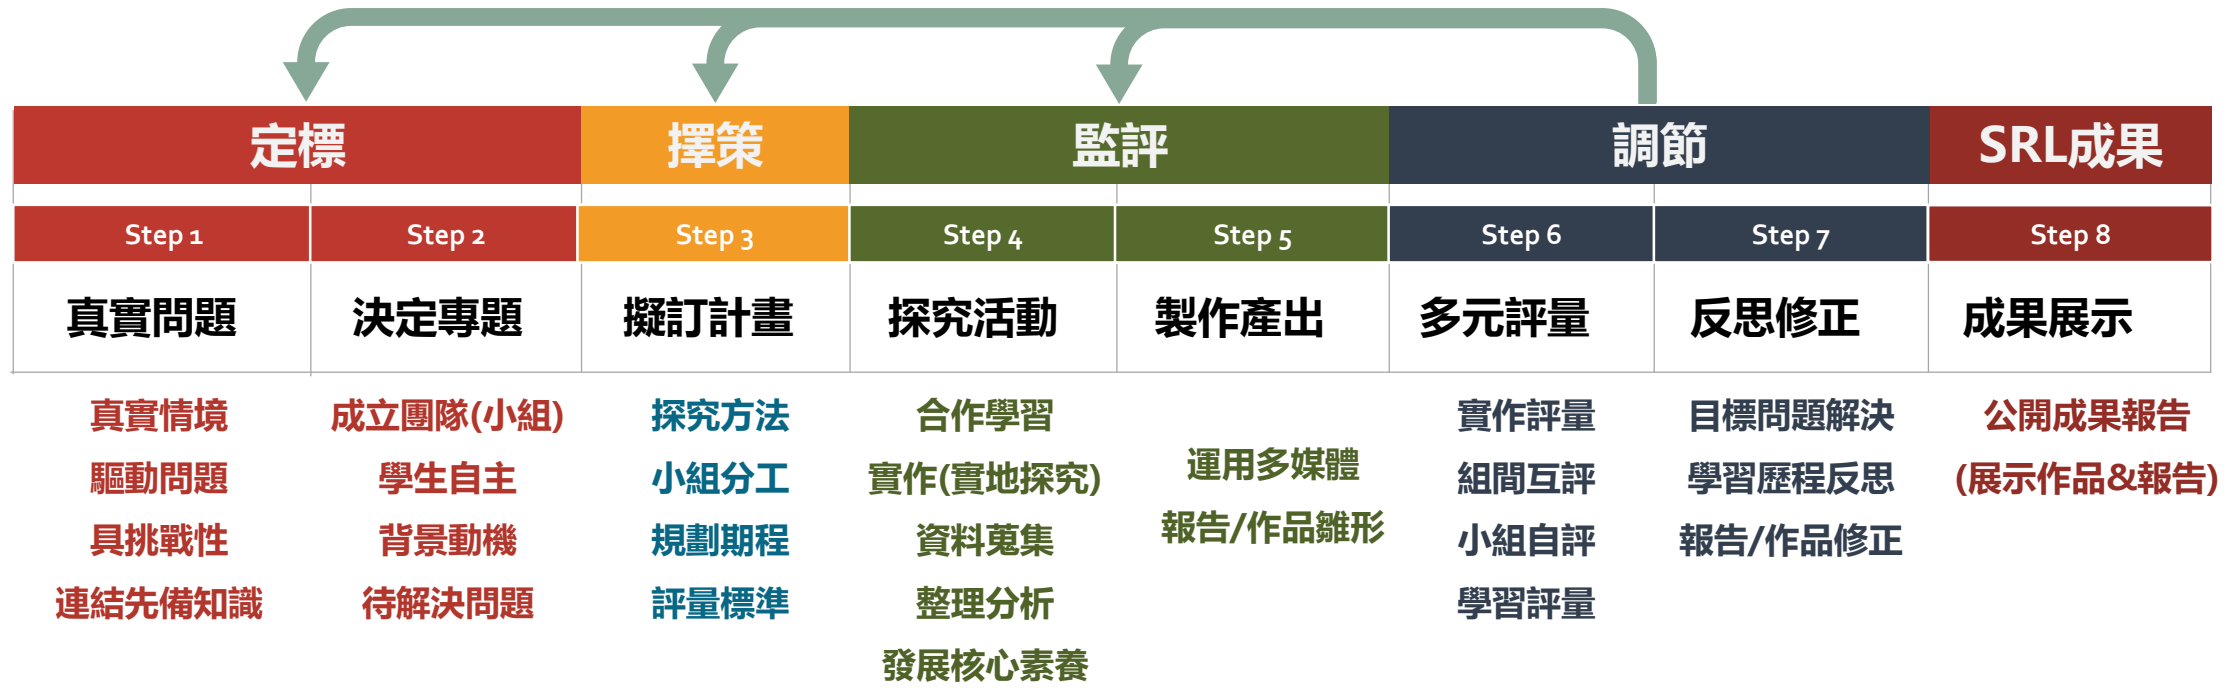 定標
擇策
監評
調節
SRL成果
Step 1
Step 2
Step 3
Step 4
Step 5
Step 6
Step 7
Step 8
真實問題
決定專題
擬訂計畫
探究活動
製作產出
多元評量
反思修正
成果展示
真實情境
驅動問題
具挑戰性
連結先備知識
成立團隊(小組)
學生自主
背景動機
待解決問題
探究方法
小組分工
規劃期程
評量標準
合作學習
實作(實地探究)
資料蒐集
整理分析
發展核心素養
運用多媒體
報告/作品雛形
實作評量
組間互評
小組自評
學習評量
目標問題解決
學習歷程反思
報告/作品修正
公開成果報告
(展示作品&報告)